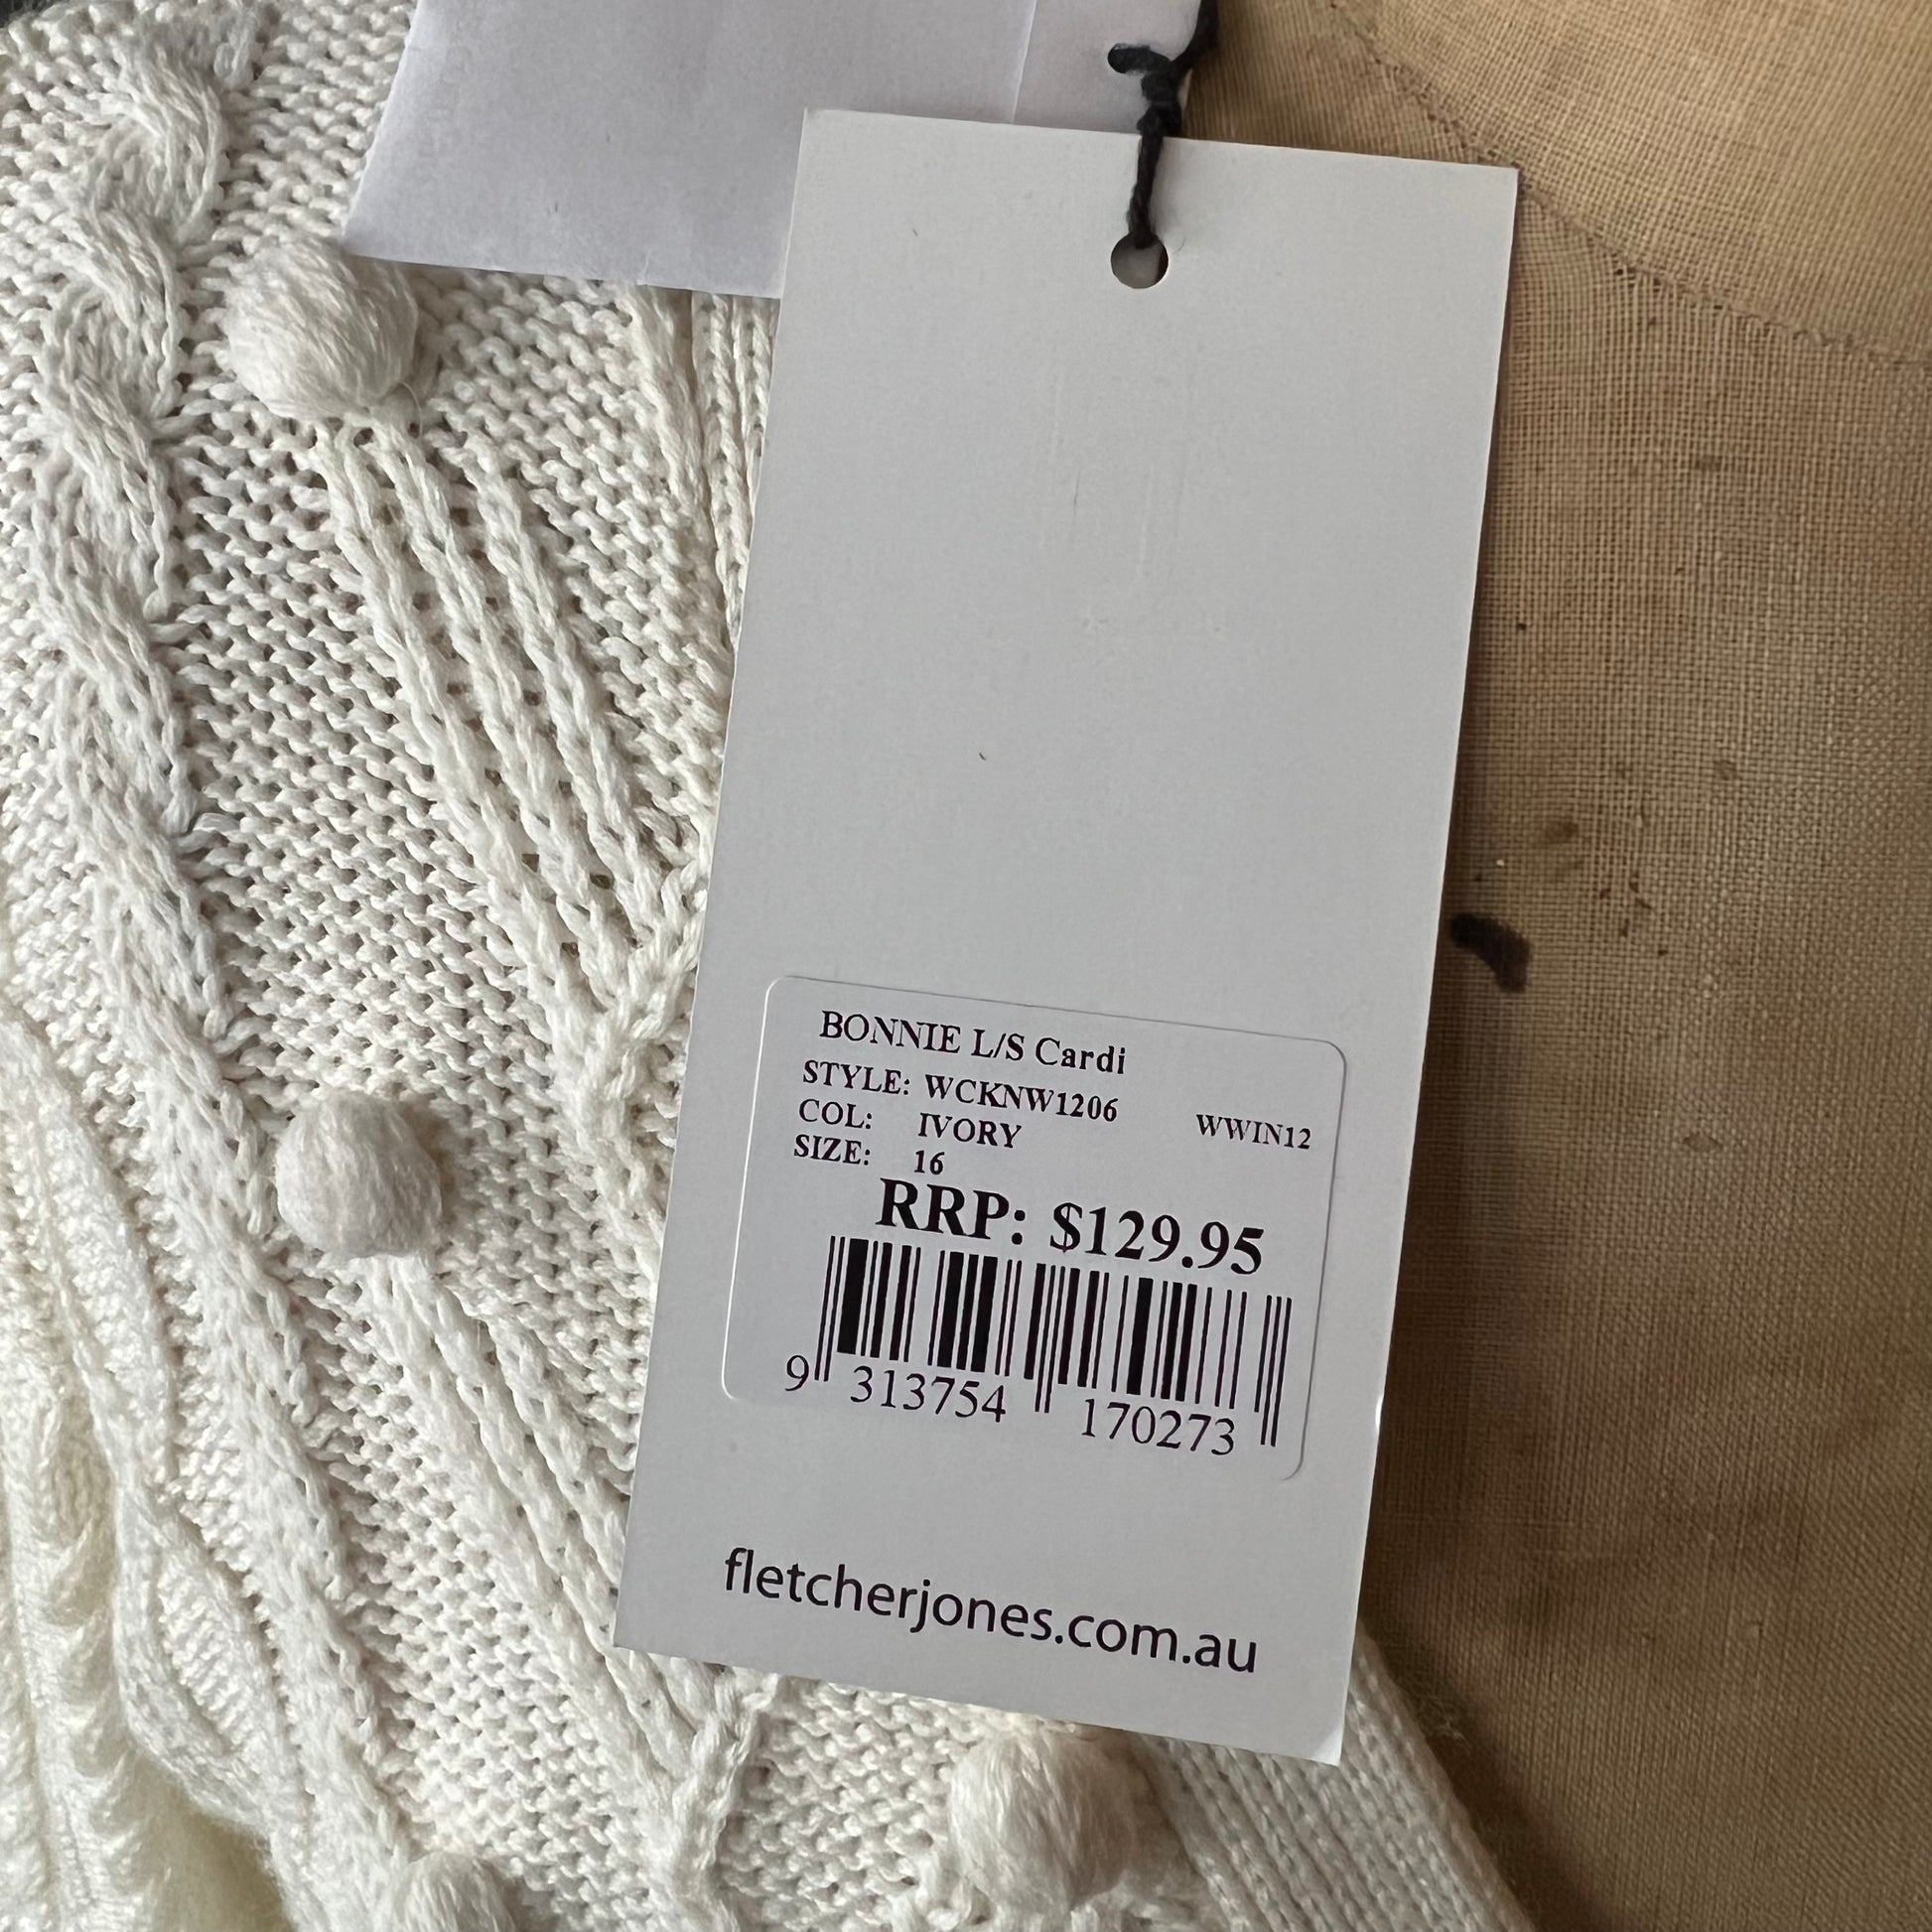 BONNIE L/S Cardi
STYLE: WCKNW1206 WWIN12
COL: IVORY
SIZE: 16
RRP: $129.95
9 313754 170273
fletcherjones.com.au